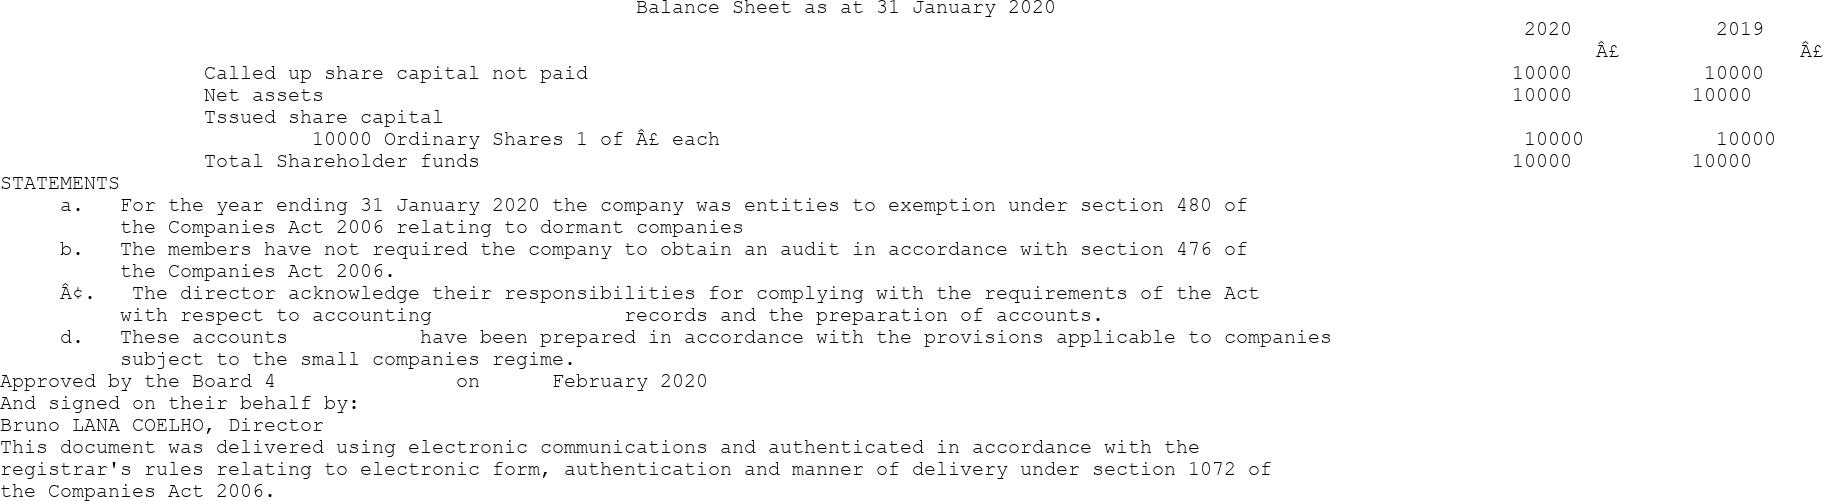 Balance Sheet as at 31 January 2020
2020 2019
Â£ Â£
Called up share capital not paid 10000 10000
Net assets 10000 10000
Tssued share capital
10000 Ordinary Shares 1 of Â£ each 10000 10000
Total Shareholder funds 10000 10000
STATEMENTS
a. For the year ending 31 January 2020 the company was entities to exemption under section 480 of
the Companies Act 2006 relating to dormant companies
b. The members have not required the company to obtain an audit in accordance with section 476 of
the Companies Act 2006.
Â¢. The director acknowledge their responsibilities for complying with the requirements of the Act
with respect to accounting records and the preparation of accounts.
d. These accounts have been prepared in accordance with the provisions applicable to companies
subject to the small companies regime.
Approved by the Board 4 on February 2020
And signed on their behalf by:
Bruno LANA COELHO, Director
This document was delivered using electronic communications and authenticated in accordance with the
registrar's rules relating to electronic form, authentication and manner of delivery under section 1072 of
the Companies Act 2006.